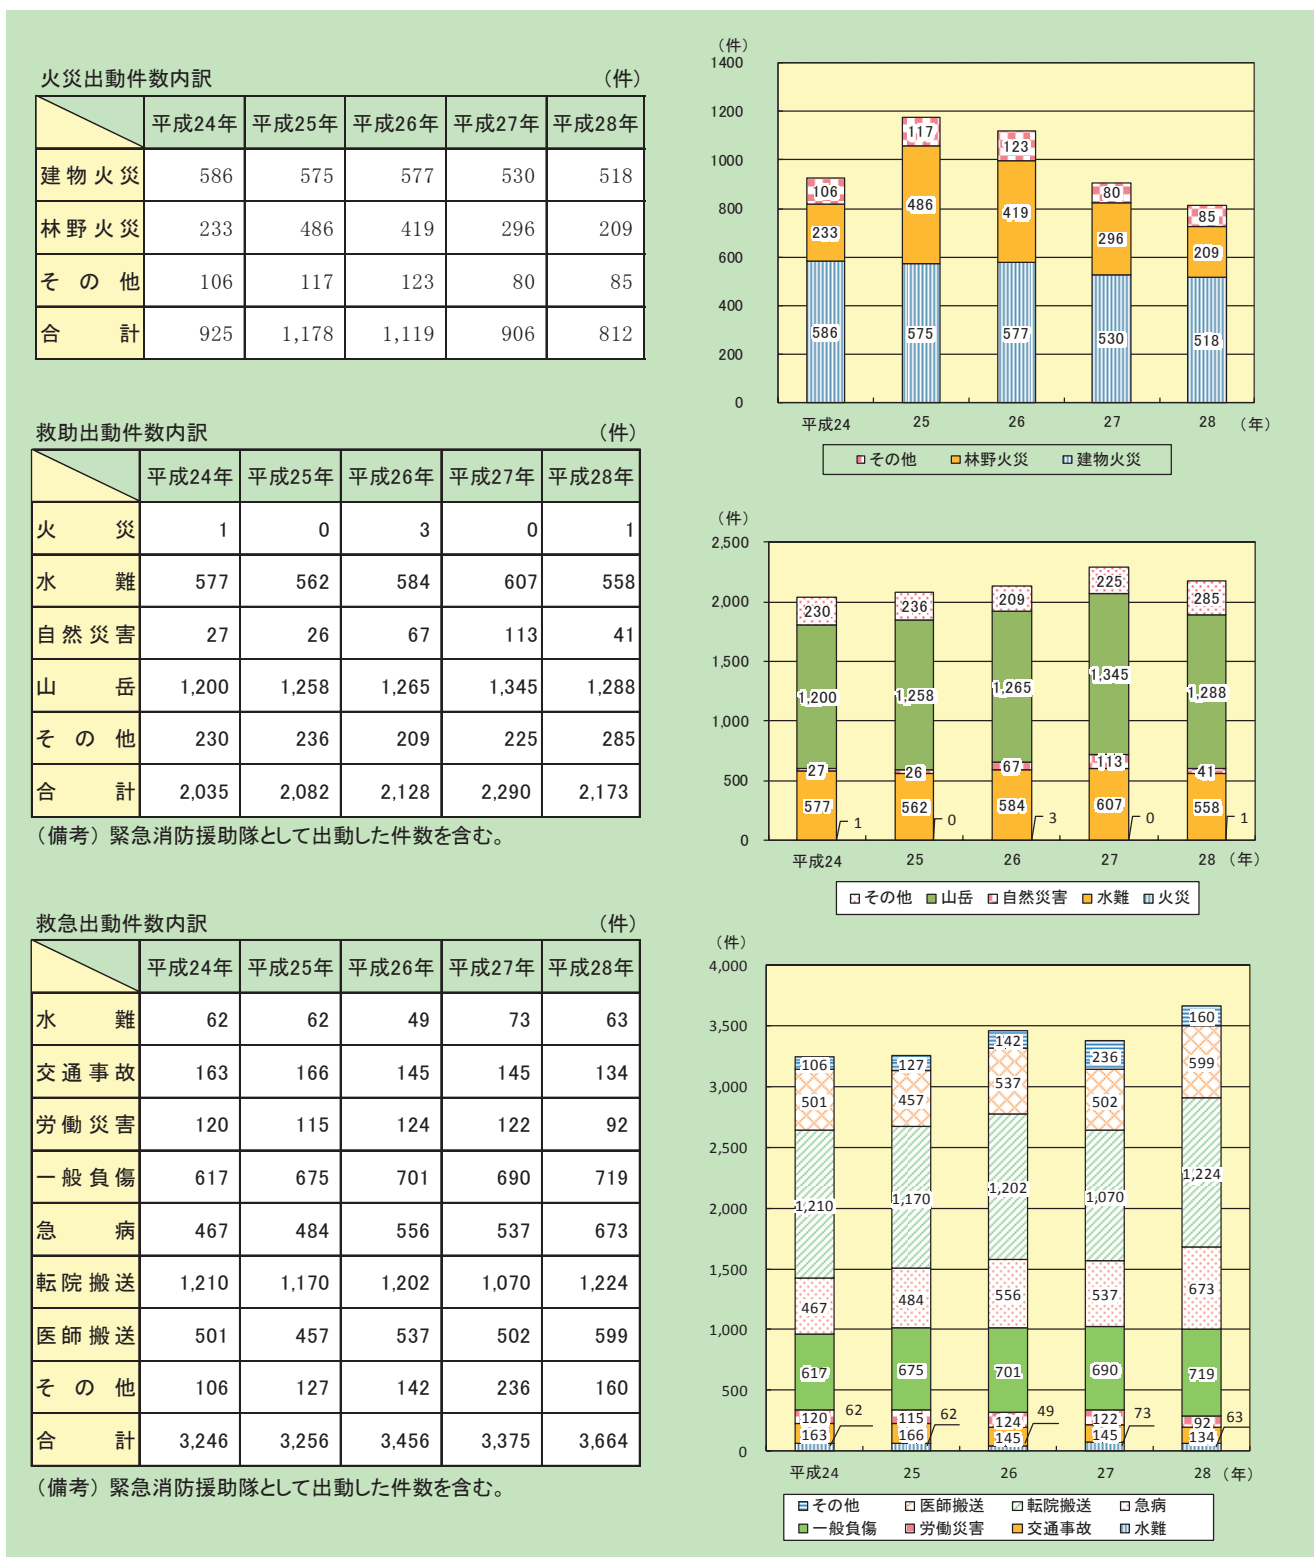 火災出動件数内訳 （件）
平成24年 平成25年 平成26年 平成27年 平成28年
建物火災 586 575 577 530 518
林野火災 233 486 419 296 209
その他 106 117 123 80 85
合計 925 1,178 1,119 906 812
（件）
1400
1200
1000
800
600
400
200
0
106 117 123 80 85
233 486 419 296 209
586 575 577 530 518
平成24 25 26 27 28 （年）
その他 林野火災 建物火災
救助出動件数内訳 （件）
平成24年 平成25年 平成26年 平成27年 平成28年
火災 1 0 3 0 1
水難 577 562 584 607 558
自然災害 27 26 67 113 41
山岳 1,200 1,258 1,265 1,345 1,288
その他 230 236 209 225 285
合計 2,035 2,082 2,128 2,290 2,173
（備考）緊急消防援助隊として出動した件数を含む。
（件）
2,500
2,000
1,500
1,000
500
0
230 236 209 225 285
1,200 1,258 1,265 1,345 1,288
27 26 67 113 41
577 562 584 607 558
1 0 3 0 1
平成24 25 26 27 28 （年）
その他 山岳 自然災害 水難 火災
救急出動件数内訳 （件）
平成24年 平成25年 平成26年 平成27年 平成28年
水難 62 62 49 73 63
交通事故 163 166 145 145 134
労働災害 120 115 124 122 92
一般負傷 617 675 701 690 719
急病 467 484 556 537 673
転院搬送 1,210 1,170 1,202 1,070 1,224
医師搬送 501 457 537 502 599
その他 106 127 142 236 160
合計 3,246 3,256 3,456 3,375 3,664
（備考）緊急消防援助隊として出動した件数を含む。
（件）
4,000
3,500
3,000
2,500
2,000
1,500
1,000
500
0
106 127 142 236 160
501 457 537 502 599
1,210 1,170 1,202 1,070 1,224
467 484 556 537 673
617 675 701 690 719
120 115 124 122 92
163 166 145 145 134
62 62 49 73 63
平成24 25 26 27 28 （年）
その他 医師搬送 転院搬送 急病
一般負傷 労働災害 交通事故 水難